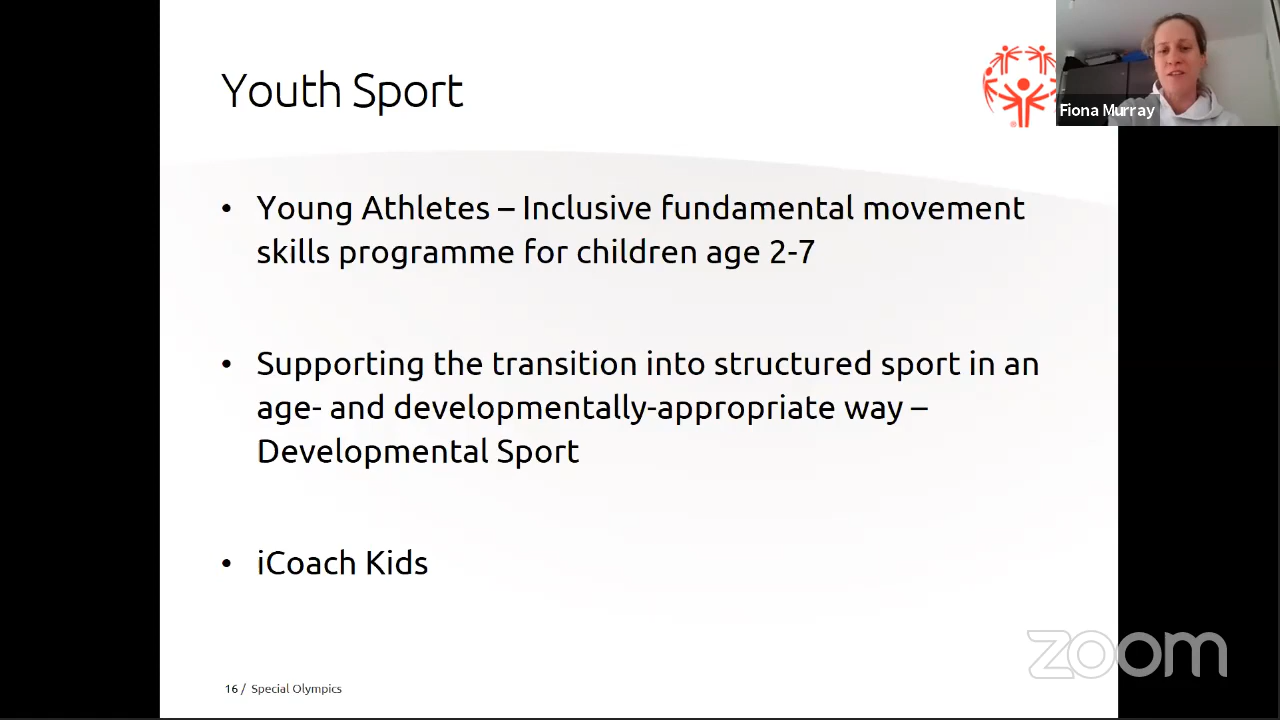 Youth Sport
Fiona Murray
• Young Athletes – Inclusive fundamental movement
skills programme for children age 2-7
• Supporting the transition into structured sport in an
age- and developmentally-appropriate way –
Developmental Sport
• iCoach Kids
zoom
16 / Special Olympics